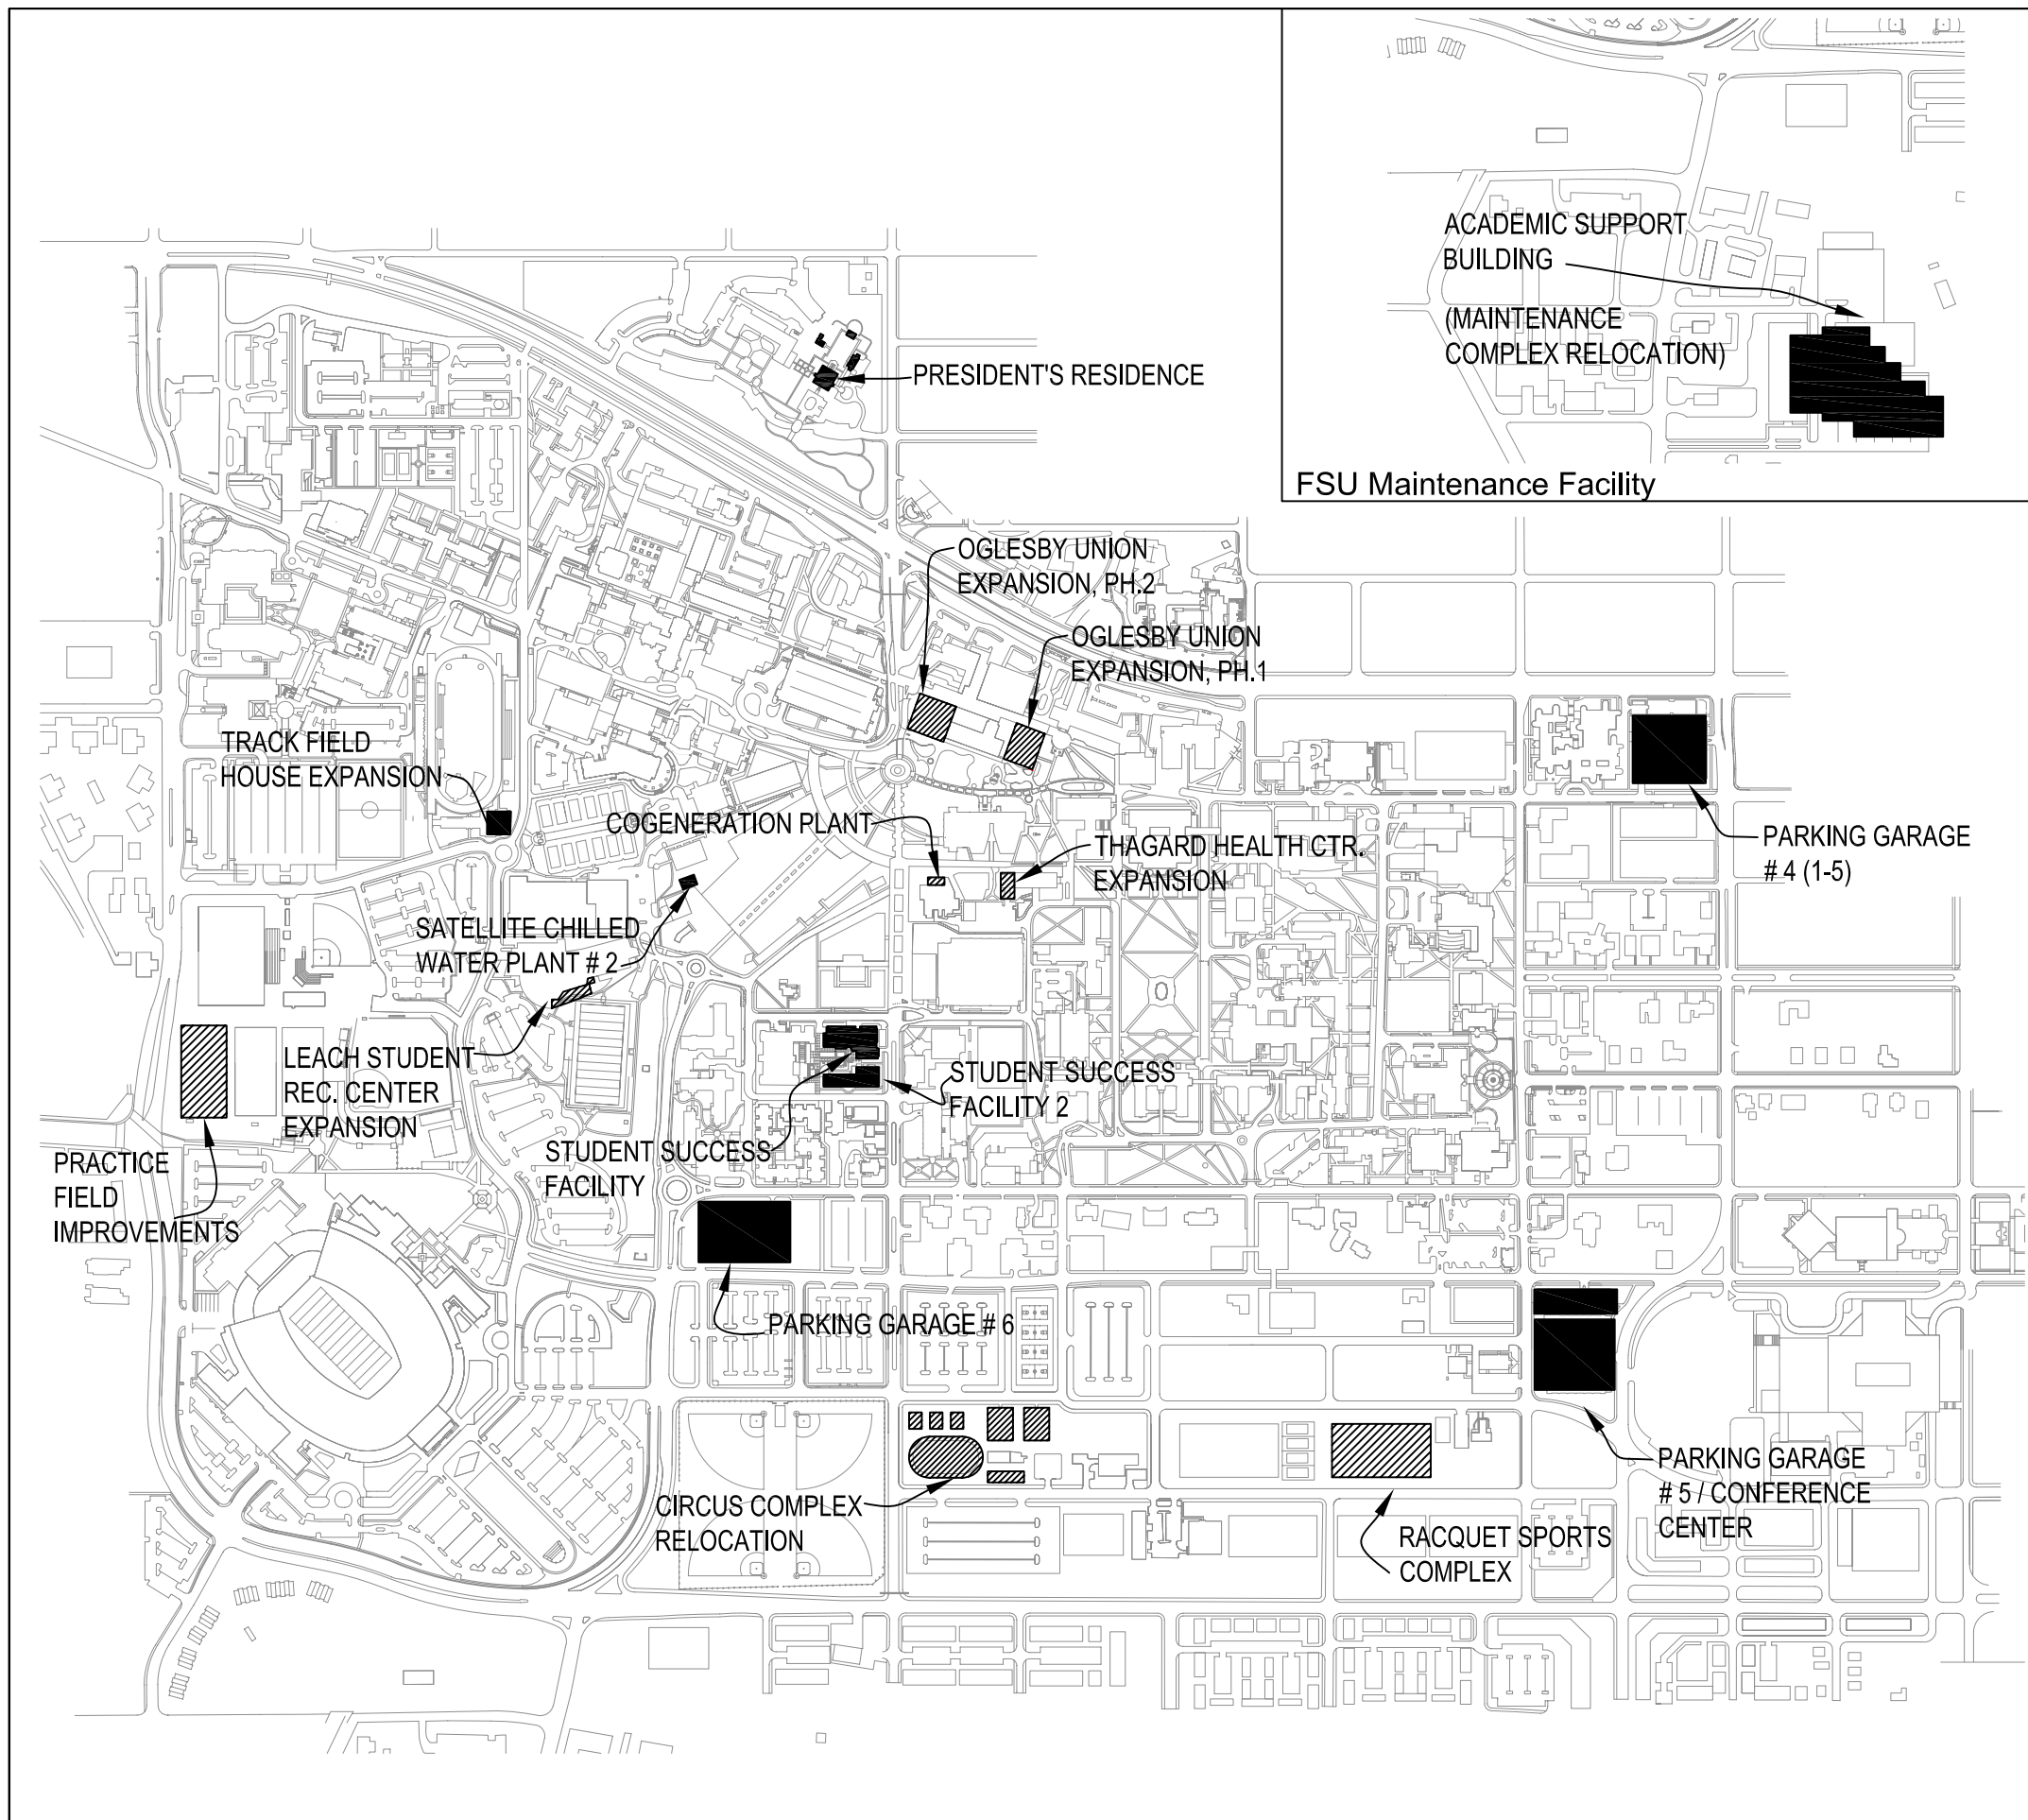 ACADEMIC SUPPORT
BUILDING
(MAINTENANCE
COMPLEX RELOCATION)
FSU Maintenance Facility
PRESIDENT'S RESIDENCE
OGLESBY UNION
EXPANSION, PH.2
OGLESBY UNION
EXPANSION, PH.1
TRACK FIELD
HOUSE EXPANSION
COGENERATION PLANT
THAGARD HEALTH CTR.
EXPANSION
PARKING GARAGE
# 4 (1-5)
SATELLITE CHILLED
WATER PLANT # 2
LEACH STUDENT
REC. CENTER
EXPANSION
STUDENT SUCCESS
FACILITY 2
STUDENT SUCCESS
FACILITY
PRACTICE
FIELD
IMPROVEMENTS
PARKING GARAGE # 6
PARKING GARAGE
# 5 / CONFERENCE
CENTER
CIRCUS COMPLEX
RELOCATION
RACQUET SPORTS
COMPLEX